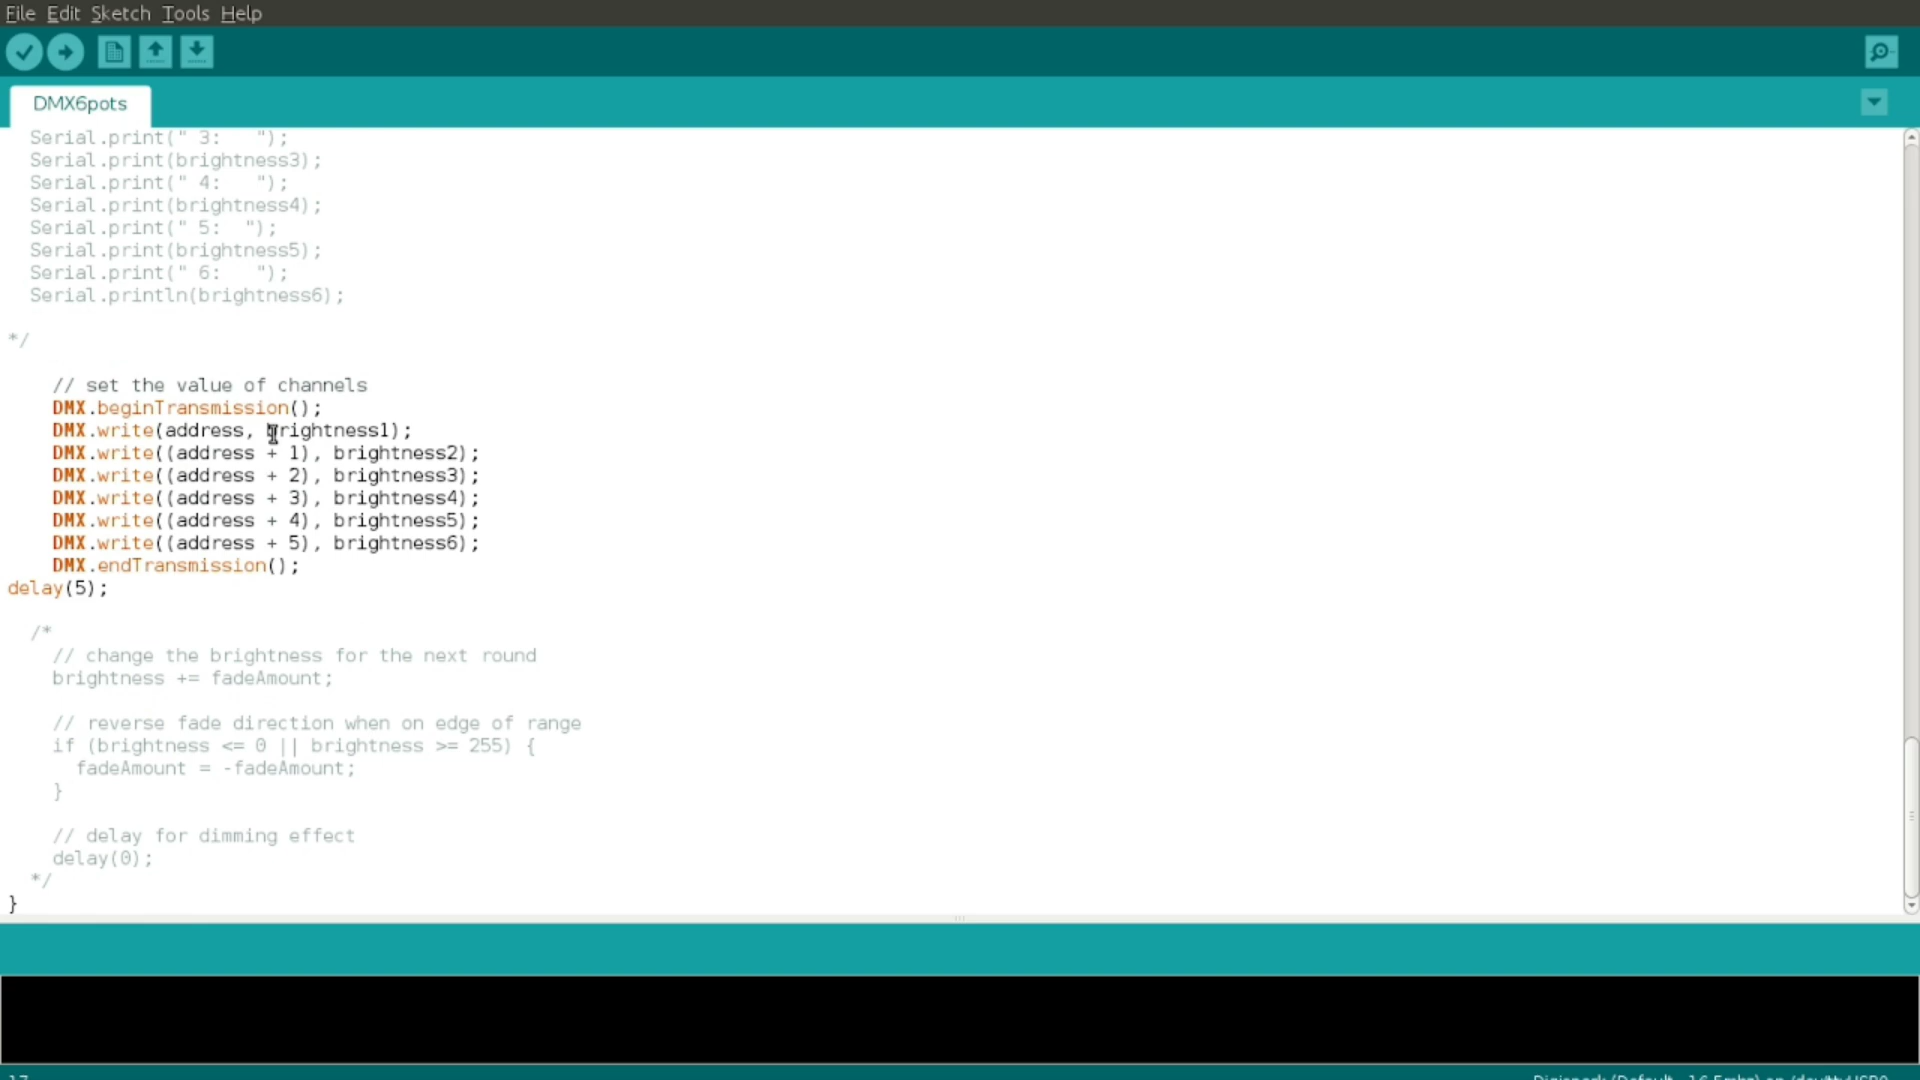 File Edit Sketch Tools Help
DMX6pots
Serial.print(" 3:   ");
Serial.print(brightness3);
Serial.print(" 4:   ");
Serial.print(brightness4);
Serial.print(" 5:  ");
Serial.print(brightness5);
Serial.print(" 6:   ");
Serial.println(brightness6);
*/
// set the value of channels
DMX.beginTransmission();
DMX.write(address, brightness1);
DMX.write((address + 1), brightness2);
DMX.write((address + 2), brightness3);
DMX.write((address + 3), brightness4);
DMX.write((address + 4), brightness5);
DMX.write((address + 5), brightness6);
DMX.endTransmission();
delay(5);
/*
// change the brightness for the next round
brightness += fadeAmount;
// reverse fade direction when on edge of range
if (brightness <= 0 || brightness >= 255) {
fadeAmount = -fadeAmount;
}
// delay for dimming effect
delay(0);
*/
}